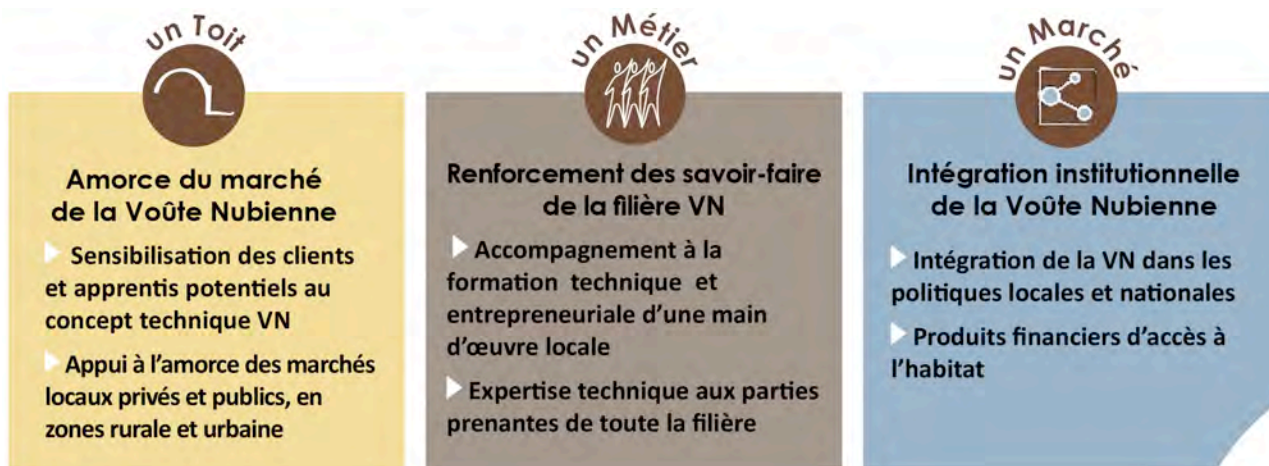 un Toit
Amorce du marché
de la Voûte Nubienne
Sensibilisation des clients
et apprentis potentiels au
concept technique VN
Appui à l'amorce des marchés
locaux privés et publics, en
zones rurale et urbaine
un Métier
Renforcement des savoir-faire
de la filière VN
Accompagnement à la
formation technique et
entrepreneuriale d'une main
d'œuvre locale
Expertise technique aux parties
prenantes de toute la filière
un Marché
Intégration institutionnelle
de la Voûte Nubienne
Intégration de la VN dans les
politiques locales et nationales
Produits financiers d'accès à
l'habitat